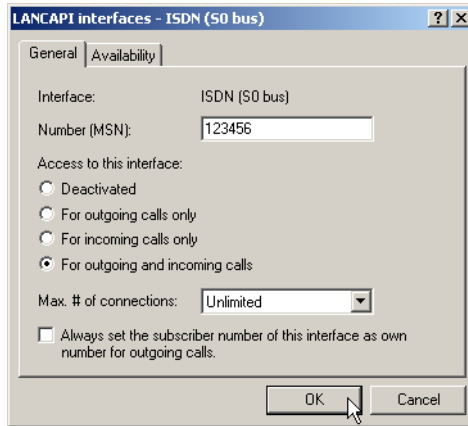 LANCAPI interfaces - ISDN (S0 bus)
General Availability
Interface: ISDN (S0 bus)
Number (MSN): 123456
Access to this interface:
Deactivated
For outgoing calls only
For incoming calls only
For outgoing and incoming calls
Max. # of connections: Unlimited
Always set the subscriber number of this interface as own
number for outgoing calls.
OK Cancel